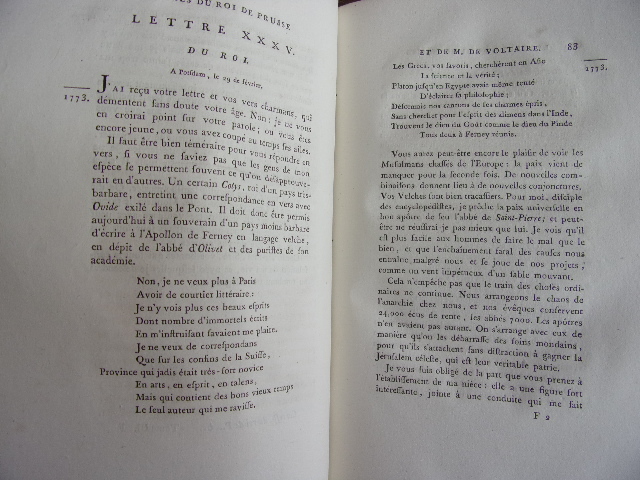 ES DU ROI DE PRUSSE
LETTRE XXXV.
DU ROI.
A Potsdam, le 29 de février.
1773.
J'AI reçu votre lettre et vos vers charmans, qui
démentent sans doute votre âge. Non; je ne vous
en croirai point sur votre parole; ou vous êtes
encore jeune, ou vous avez coupé au temps ses ailes.
Il faut être bien téméraire pour vous répondre en
vers, si vous ne saviez pas que les gens de mon
espèce se permettent souvent ce qu'on désapprouve-
rait en d'autres. Un certain Cotys, roi d'un pays très-
barbare, entretint une correspondance en vers avec
Ovide exilé dans le Pont. Il doit donc être permis
aujourd'hui à un souverain d'un pays moins barbare
d'écrire à l'Apollon de Ferney en langage velche,
en dépit de l'abbé d'Olivet et des puristes de son
académie.
Non, je ne veux plus à Paris
Avoir de courtier littéraire:
Je n'y vois plus ces beaux esprits
Dont nombre d'immortels écrits
En m'instruisant savaient me plaire.
Je ne veux de correspondans
Que sur les confins de la Suisse,
Province qui jadis était très-fort novice
En arts, en esprit, en talens,
Mais qui contient des bons vieux temps
Le seul auteur qui me ravisse.
ET DE M. DE VOLTAIRE. 83
1773.
Les Grecs, vos favoris, cherchèrent en Asie
La science et la vérité;
Platon jusqu'en Egypte avait même tenté
D'éclairer sa philosophie;
Désormais nos cantons de ses charmes épris,
Sans chercher pour l'esprit des alimens dans l'Inde,
Trouvent le dieu du Goût comme le dieu du Pinde
Tous deux à Ferney réunis.
Vous aurez peut-être encore le plaisir de voir les
Musulmans chassés de l'Europe: la paix vient de
manquer pour la seconde fois. De nouvelles com-
binaisons donnent lieu à de nouvelles conjonctures.
Vos Velches sont bien tracassiers. Pour moi, disciple
des encyclopédistes, je prêche la paix universelle en
bon apôtre de feu l'abbé de Saint-Pierre; et peut-
être ne réussirai-je pas mieux que lui. Je vois qu'il
est plus facile aux hommes de faire le mal que le
bien, et que l'enchaînement fatal des causes nous
entraîne malgré nous et se joue de nos projets,
comme un vent impétueux d'un sable mouvant.
Cela n'empêche pas que le train des choses ordi-
naires ne continue. Nous arrangeons le chaos de
l'anarchie chez nous, et nos évêques conservent
24,000 écus de rente, les abbés 7000. Les apôtres
n'en avaient pas autant. On s'arrange avec eux de
manière qu'on les débarrasse des soins mondains,
pour qu'ils s'attachent sans distraction à gagner la
Jérusalem céleste, qui est leur véritable patrie.
Je vous suis obligé de la part que vous prenez à
l'établissement de ma nièce: elle a une figure fort
intéressante, jointe à une conduite qui me fait
F 2